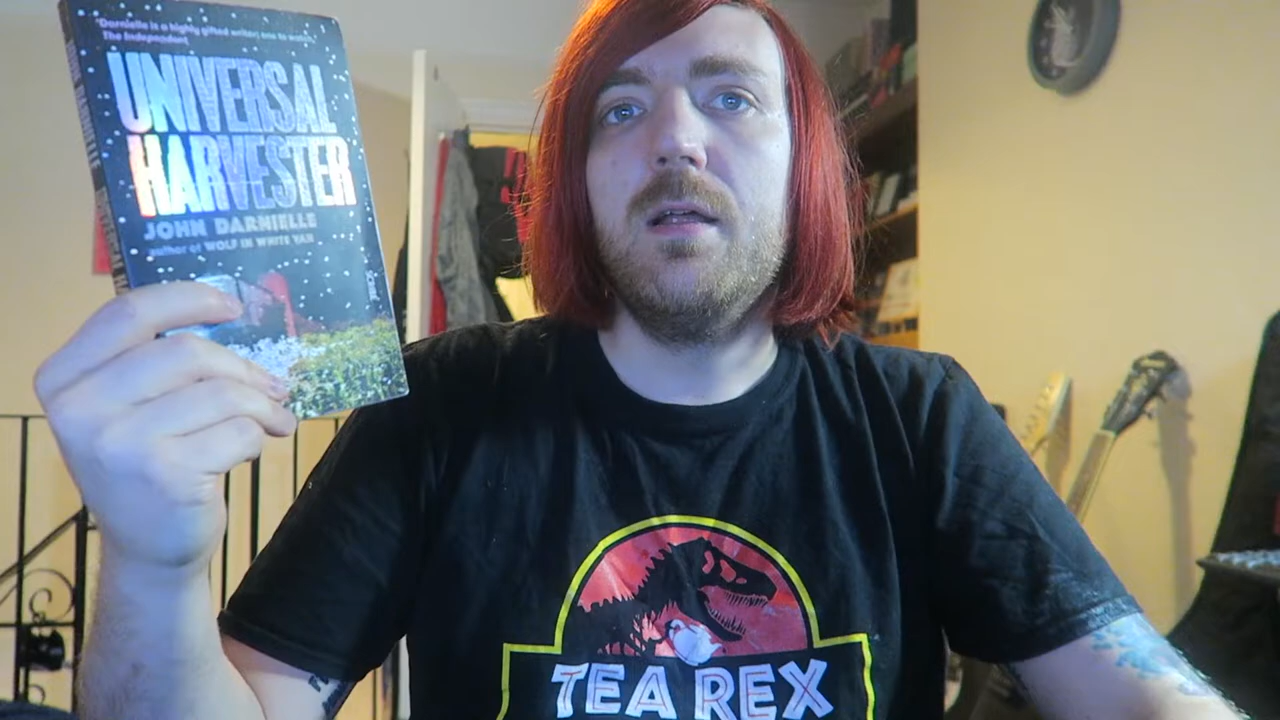 "Darnielle is a highly gifted writer; one to watch."
The Independent
UNIVERSAL
HARVESTER
JOHN DARNIELLE
author of WOLF IN WHITE VAN
TEA REX